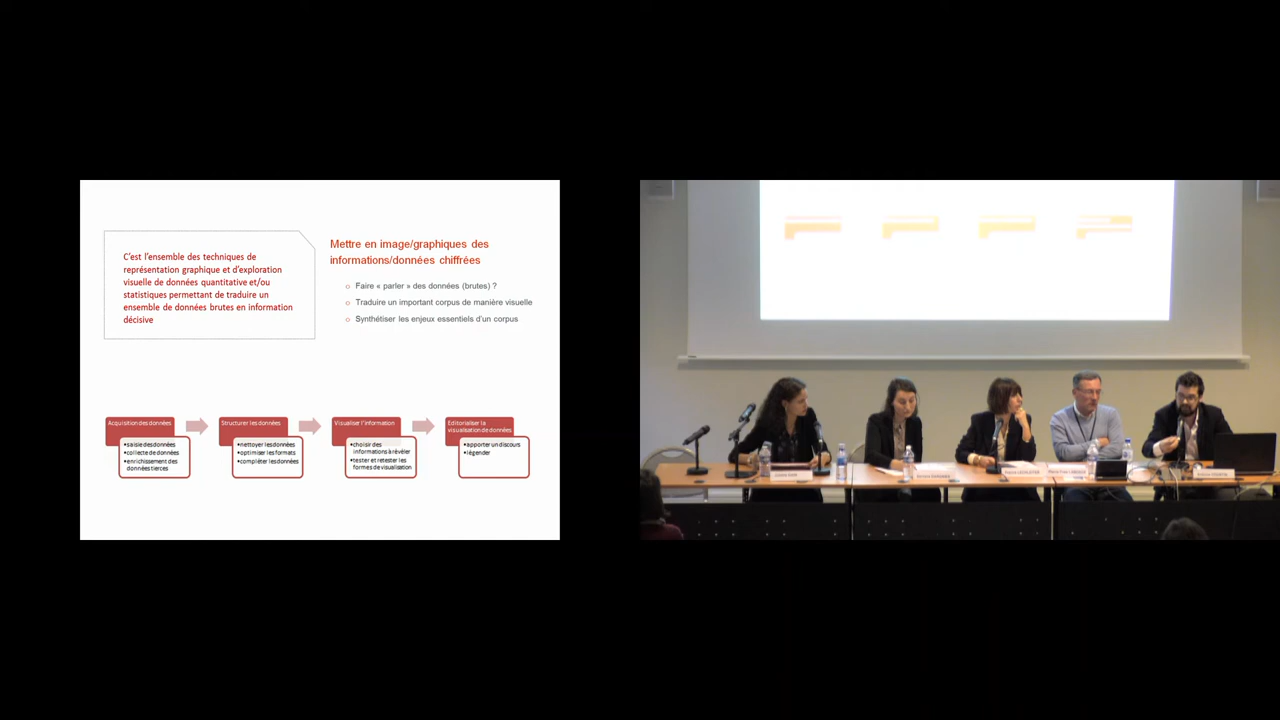 C'est l'ensemble des techniques de
représentation graphique et d'exploration
visuelle de données quantitative et/ou
statistiques permettant de traduire un
ensemble de données brutes en information
décisive
Mettre en image/graphiques des
informations/données chiffrées
Faire « parler » des données (brutes) ?
Traduire un important corpus de manière visuelle
Synthétiser les enjeux essentiels d'un corpus
Acquisition des données
•saisie des données
•collecte de données
•enrichissement des
données tierces
Structurer les données
•nettoyer les données
•optimiser les formats
•compléter les données
Visualiser l'information
•choisir des
informations à révéler
•tester et retester les
formes de visualisation
Editorialiser la
visualisation de données
•apporter un discours
•légender